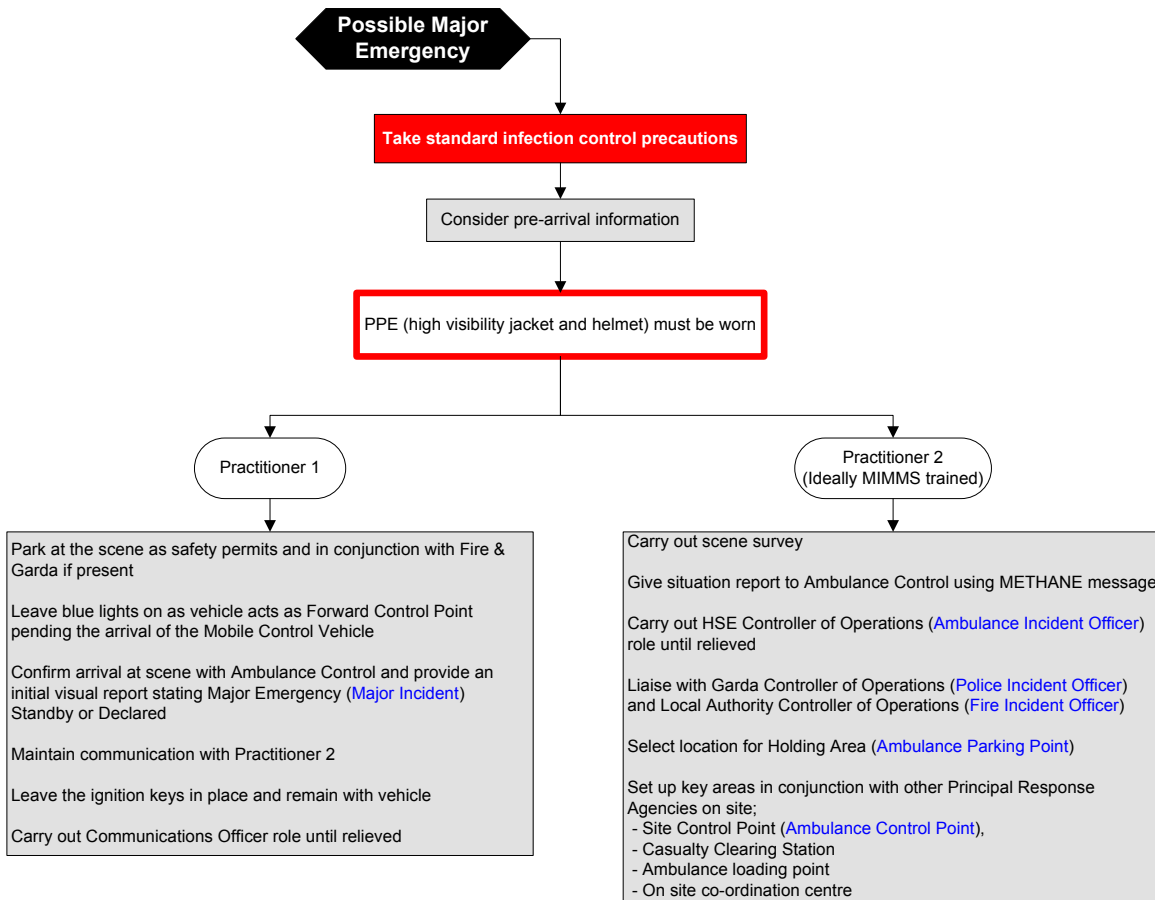 Possible Major
Emergency
Take standard infection control precautions
Consider pre-arrival information
PPE (high visibility jacket and helmet) must be worn
Practitioner 1
Park at the scene as safety permits and in conjunction with Fire &
Garda if present
Leave blue lights on as vehicle acts as Forward Control Point
pending the arrival of the Mobile Control Vehicle
Confirm arrival at scene with Ambulance Control and provide an
initial visual report stating Major Emergency (Major Incident)
Standby or Declared
Maintain communication with Practitioner 2
Leave the ignition keys in place and remain with vehicle
Carry out Communications Officer role until relieved
Practitioner 2
(Ideally MIMMS trained)
Carry out scene survey
Give situation report to Ambulance Control using METHANE message
Carry out HSE Controller of Operations (Ambulance Incident Officer)
role until relieved
Liaise with Garda Controller of Operations (Police Incident Officer)
and Local Authority Controller of Operations (Fire Incident Officer)
Select location for Holding Area (Ambulance Parking Point)
Set up key areas in conjunction with other Principal Response
Agencies on site;
- Site Control Point (Ambulance Control Point),
- Casualty Clearing Station
- Ambulance loading point
- On site co-ordination centre